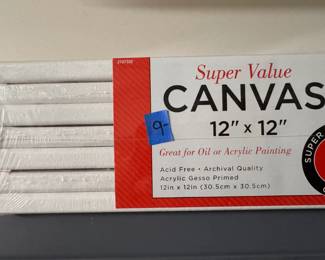 Super Value
CANVAS
9-
12" x 12"
Great for Oil or Acrylic Painting
Acid Free • Archival Quality
Acrylic Gesso Primed
12in x 12in (30.5cm x 30.5cm)
SUPER